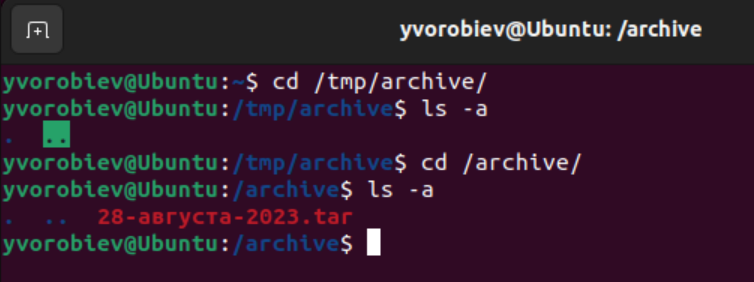 yvorobiev@Ubuntu: /archive
yvorobiev@Ubuntu:~$ cd /tmp/archive/
yvorobiev@Ubuntu:/tmp/archive$ ls -a
.  ..
yvorobiev@Ubuntu:/tmp/archive$ cd /archive/
yvorobiev@Ubuntu:/archive$ ls -a
.  ..  28-августа-2023.tar
yvorobiev@Ubuntu:/archive$